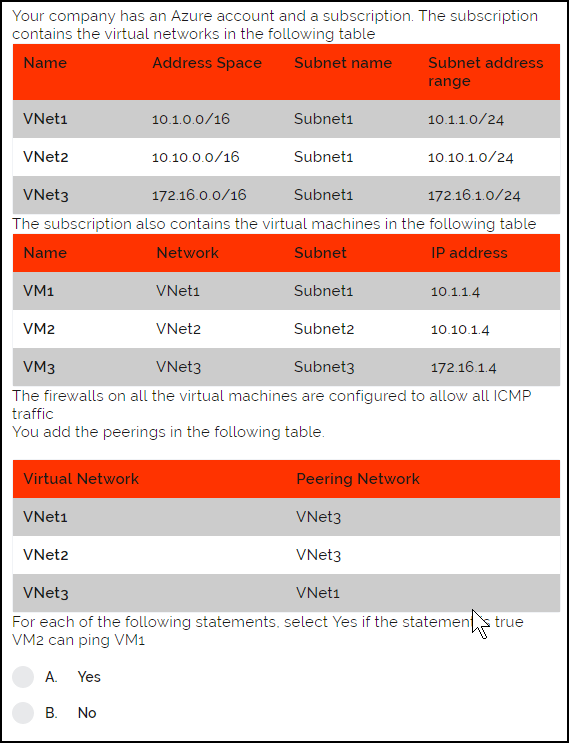 Your company has an Azure account and a subscription. The subscription
contains the virtual networks in the following table
Name Address Space Subnet name Subnet address
range
VNet1 10.1.0.0/16 Subnet1 10.1.1.0/24
VNet2 10.10.0.0/16 Subnet1 10.10.1.0/24
VNet3 172.16.0.0/16 Subnet1 172.16.1.0/24
The subscription also contains the virtual machines in the following table
Name Network Subnet IP address
VM1 VNet1 Subnet1 10.1.1.4
VM2 VNet2 Subnet2 10.10.1.4
VM3 VNet3 Subnet3 172.16.1.4
The firewalls on all the virtual machines are configured to allow all ICMP
traffic
You add the peerings in the following table.
Virtual Network Peering Network
VNet1 VNet3
VNet2 VNet3
VNet3 VNet1
For each of the following statements, select Yes if the statement is true
VM2 can ping VM1
A. Yes
B. No